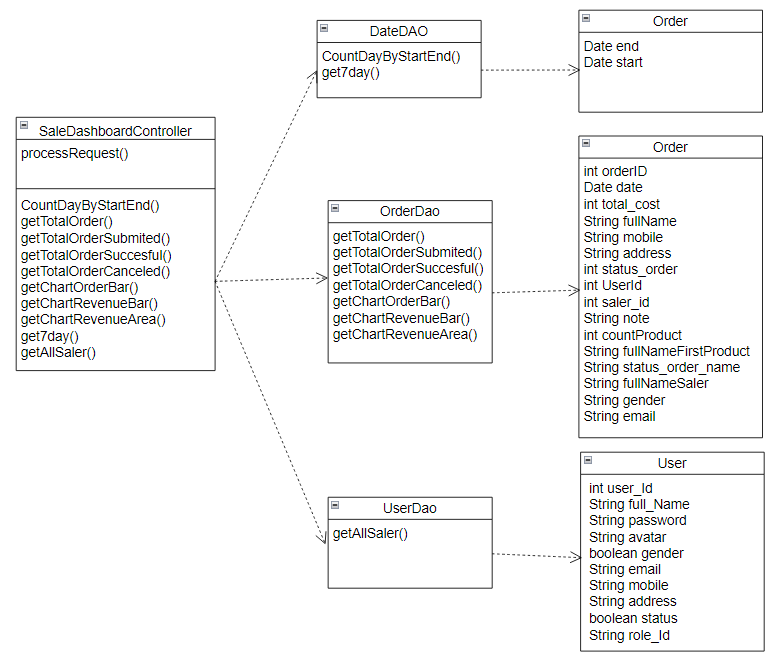 SaleDashboardController
processRequest()
CountDayByStartEnd()
getTotalOrder()
getTotalOrderSubmited()
getTotalOrderSuccesful()
getTotalOrderCanceled()
getChartOrderBar()
getChartRevenueBar()
getChartRevenueArea()
get7day()
getAllSaler()
DateDAO
CountDayByStartEnd()
get7day()
Order
Date end
Date start
OrderDao
getTotalOrder()
getTotalOrderSubmited()
getTotalOrderSuccesful()
getTotalOrderCanceled()
getChartOrderBar()
getChartRevenueBar()
getChartRevenueArea()
Order
int orderID
Date date
int total_cost
String fullName
String mobile
String address
int status_order
int UserId
int saler_id
String note
int countProduct
String fullNameFirstProduct
String status_order_name
String fullNameSaler
String gender
String email
UserDao
getAllSaler()
User
int user_Id
String full_Name
String password
String avatar
boolean gender
String email
String mobile
String address
boolean status
String role_Id